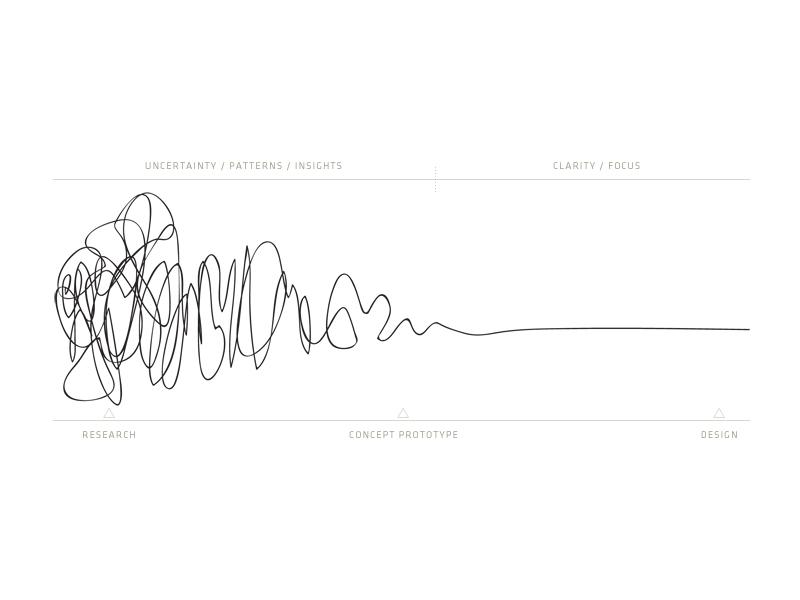 UNCERTAINTY / PATTERNS / INSIGHTS
CLARITY / FOCUS
RESEARCH
CONCEPT PROTOTYPE
DESIGN